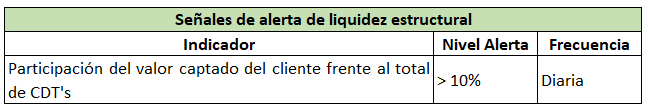 Señales de alerta de liquidez estructural
Indicador Nivel Alerta Frecuencia
Participación del valor captado del cliente frente al total
de CDT's
> 10% Diaria